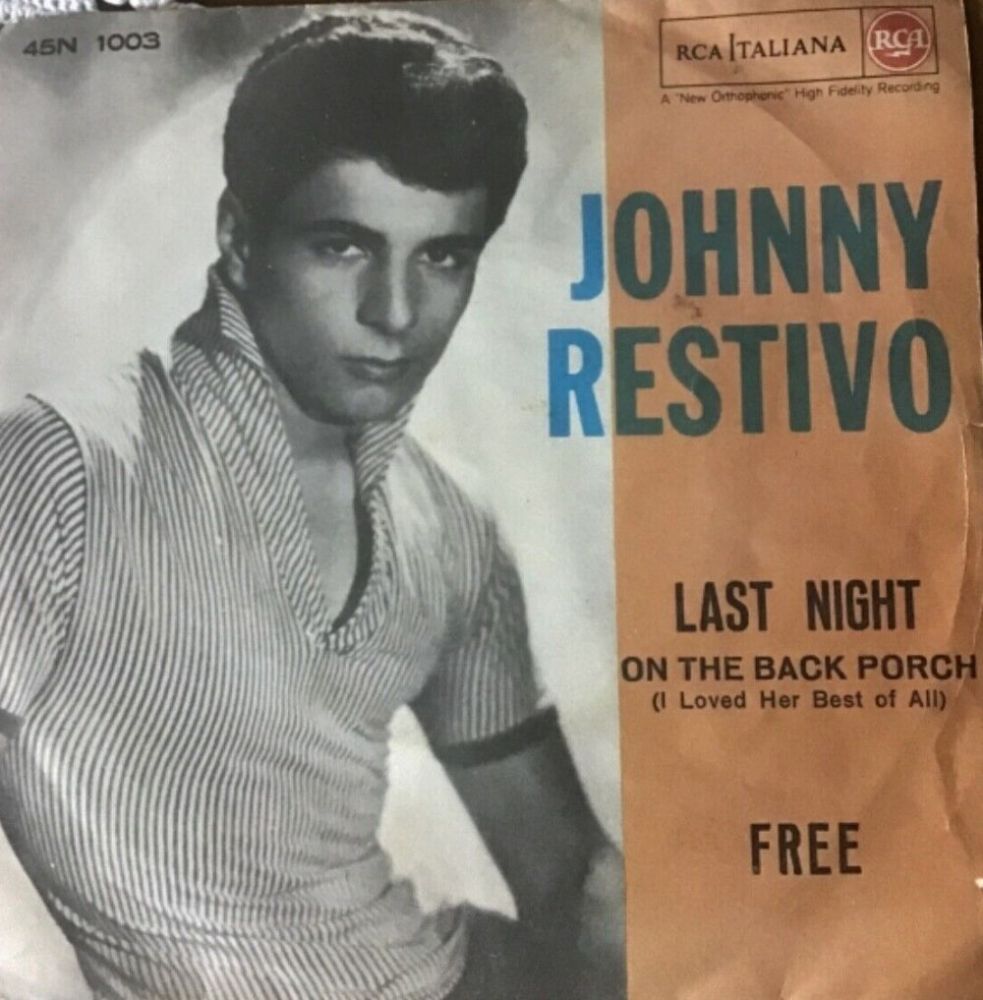 45N 1003
RCA ITALIANA RCA
A "New Orthophonic" High Fidelity Recording
JOHNNY
RESTIVO
LAST NIGHT
ON THE BACK PORCH
(I Loved Her Best of All)
FREE